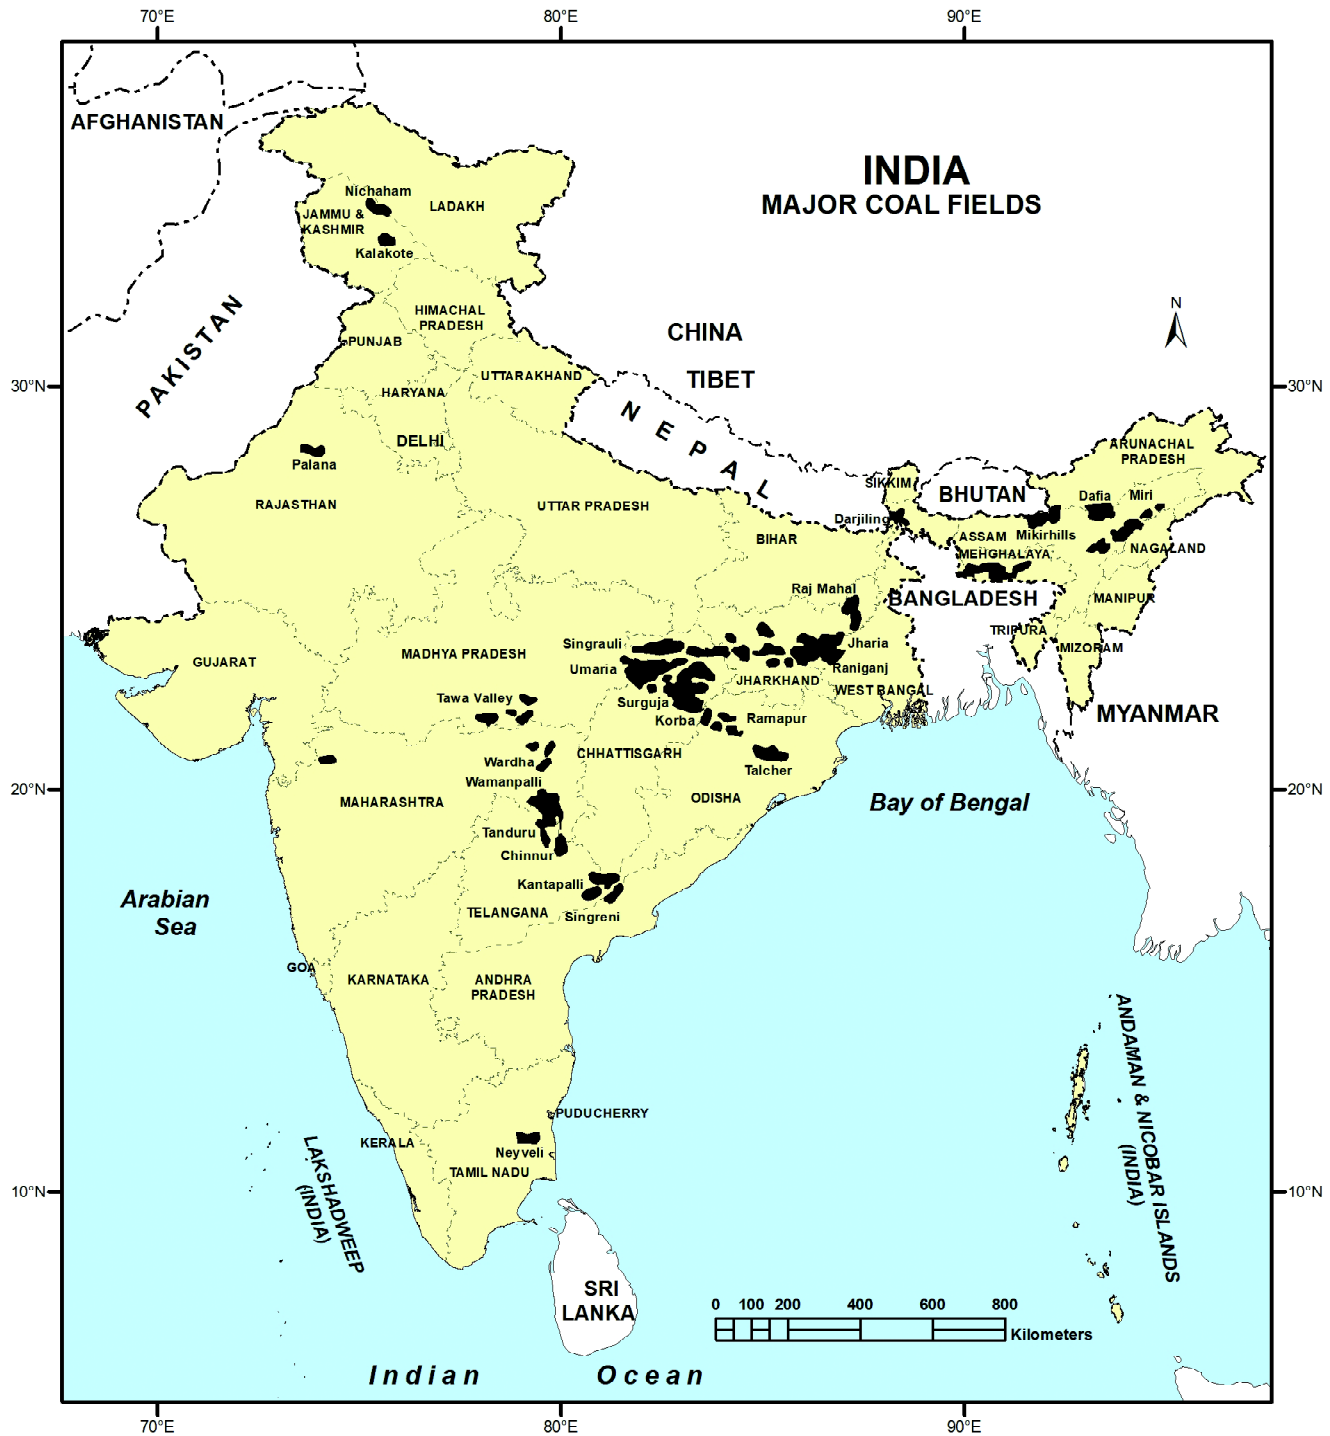 70°E
80°E
90°E
AFGHANISTAN
INDIA
MAJOR COAL FIELDS
Nichaham
LADAKH
JAMMU &
KASHMIR
Kalakote
PAKISTAN
HIMACHAL
PRADESH
N
CHINA
PUNJAB
TIBET
UTTARAKHAND
30°N
30°N
HARYANA
NEPAL
DELHI
ARUNACHAL
PRADESH
Palana
SIKKIM
BHUTAN
Dafia
Miri
RAJASTHAN
UTTAR PRADESH
Darjiling
BIHAR
ASSAM
Mikirhills
MEHGHALAYA
NAGALAND
Raj Mahal
BANGLADESH
MANIPUR
TRIPURA
Singrauli
Jharia
MIZORAM
GUJARAT
MADHYA PRADESH
Umaria
Raniganj
JHARKHAND
WEST BANGAL
Tawa Valley
Surguja
Korba
Ramapur
MYANMAR
CHHATTISGARH
Wardha
Talcher
Wamanpalli
20°N
20°N
MAHARASHTRA
ODISHA
Bay of Bengal
Tanduru
Chinnur
Kantapalli
Arabian
Sea
TELANGANA
Singreni
GOA
KARNATAKA
ANDHRA
PRADESH
ANDAMAN & NICOBAR ISLANDS
(INDIA)
PUDUCHERRY
KERALA
LAKSHADWEEP
(INDIA)
Neyveli
TAMIL NADU
10°N
10°N
SRI
LANKA
0 100 200 400 600 800
Kilometers
Indian Ocean
70°E
80°E
90°E